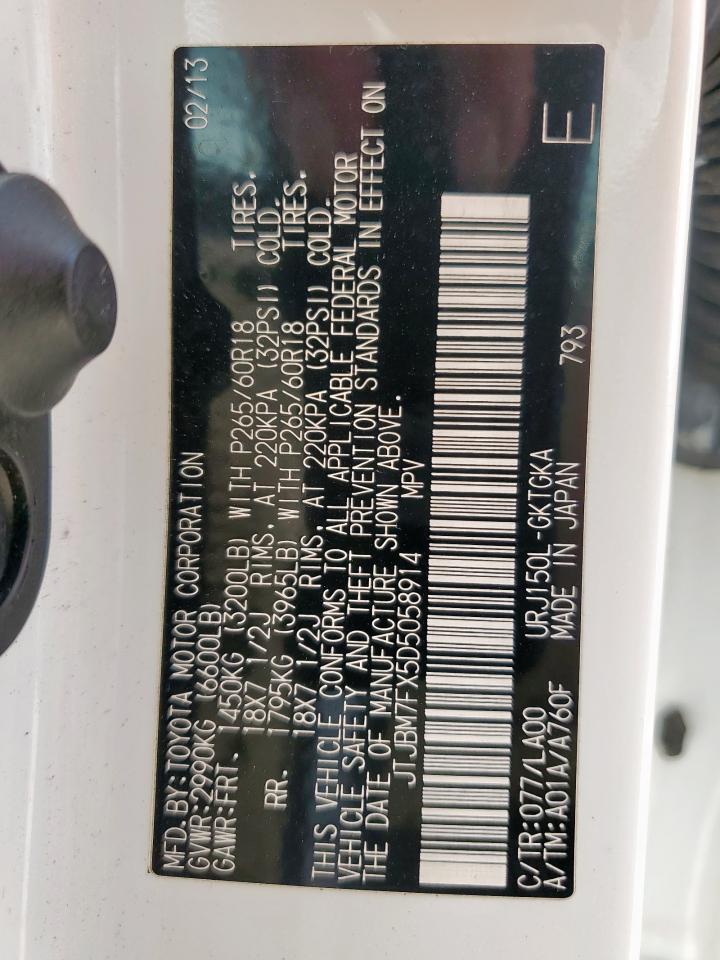 MFD. BY: TOYOTA MOTOR CORPORATION 02/13
GVWR: 2990KG (6600LB)
GAWR: FRT. 1450KG (3200LB) WITH P265/60R18 TIRES.
18X7 1/2J RIMS, AT 220KPA (32PSI) COLD.
RR. 1795KG (3965LB) WITH P265/60R18 TIRES.
18X7 1/2J RIMS, AT 220KPA (32PSI) COLD.
THIS VEHICLE CONFORMS TO ALL APPLICABLE FEDERAL MOTOR
VEHICLE SAFETY AND THEFT PREVENTION STANDARDS IN EFFECT ON
THE DATE OF MANUFACTURE SHOWN ABOVE.
JTJBM7FX5D5058914 MPV
C/TR: 077/LA00 URJ150L-GKTGKA
A/TM: A01A/A760F MADE IN JAPAN 793 E